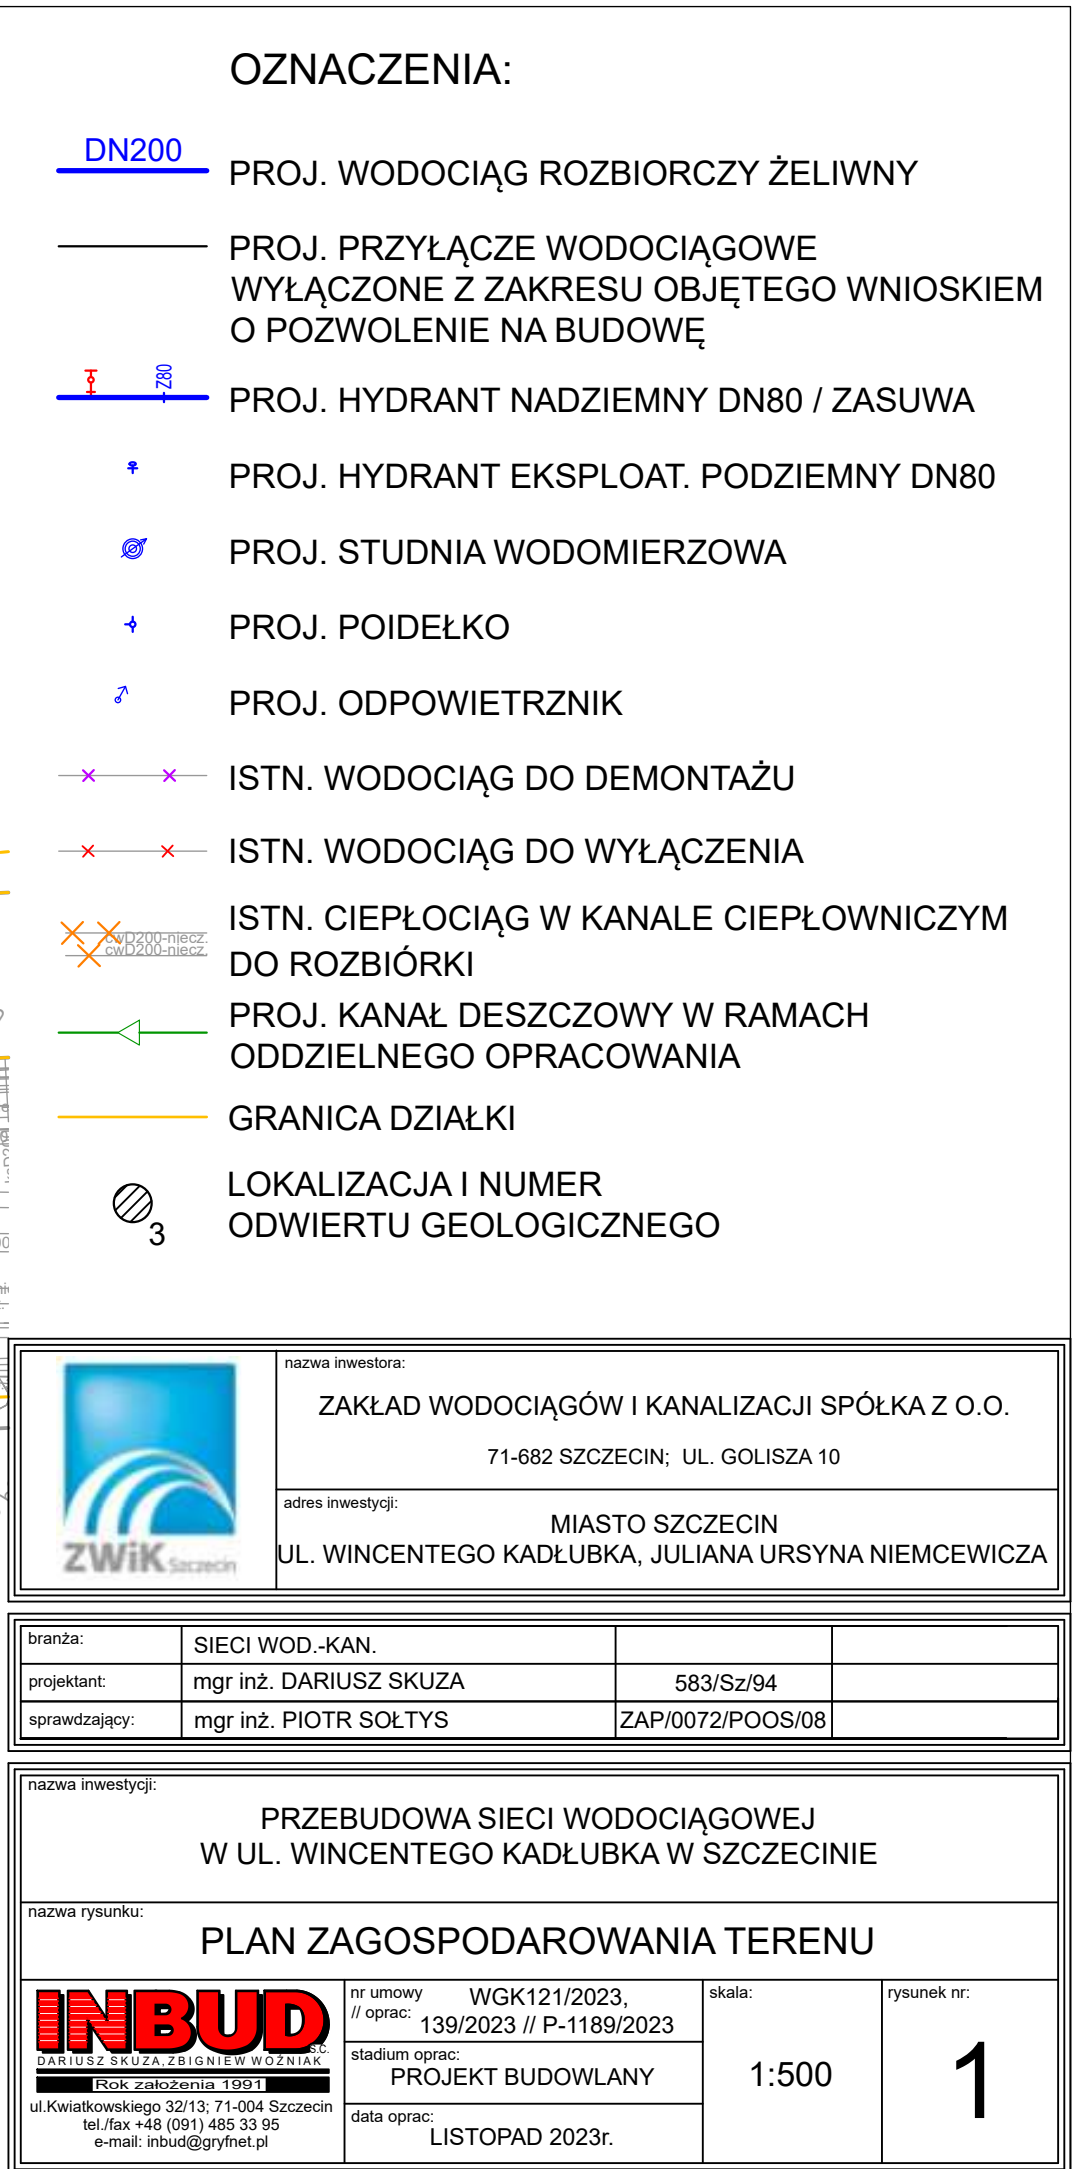 OZNACZENIA:
DN200
PROJ. WODOCIĄG ROZBIORCZY ŻELIWNY
PROJ. PRZYŁĄCZE WODOCIĄGOWE
WYŁĄCZONE Z ZAKRESU OBJĘTEGO WNIOSKIEM
O POZWOLENIE NA BUDOWĘ
Z80
PROJ. HYDRANT NADZIEMNY DN80 / ZASUWA
PROJ. HYDRANT EKSPLOAT. PODZIEMNY DN80
PROJ. STUDNIA WODOMIERZOWA
PROJ. POIDEŁKO
PROJ. ODPOWIETRZNIK
ISTN. WODOCIĄG DO DEMONTAŻU
ISTN. WODOCIĄG DO WYŁĄCZENIA
cwD200-niecz.
cwD200-niecz.
ISTN. CIEPŁOCIĄG W KANALE CIEPŁOWNICZYM
DO ROZBIÓRKI
PROJ. KANAŁ DESZCZOWY W RAMACH
ODDZIELNEGO OPRACOWANIA
GRANICA DZIAŁKI
3
LOKALIZACJA I NUMER
ODWIERTU GEOLOGICZNEGO
ZWiK Szczecin
nazwa inwestora:
ZAKŁAD WODOCIĄGÓW I KANALIZACJI SPÓŁKA Z O.O.
71-682 SZCZECIN; UL. GOLISZA 10
adres inwestycji:
MIASTO SZCZECIN
UL. WINCENTEGO KADŁUBKA, JULIANA URSYNA NIEMCEWICZA
branża: SIECI WOD.-KAN.
projektant: mgr inż. DARIUSZ SKUZA 583/Sz/94
sprawdzający: mgr inż. PIOTR SOŁTYS ZAP/0072/POOS/08
nazwa inwestycji:
PRZEBUDOWA SIECI WODOCIĄGOWEJ
W UL. WINCENTEGO KADŁUBKA W SZCZECINIE
nazwa rysunku:
PLAN ZAGOSPODAROWANIA TERENU
INBUD
S.C.
DARIUSZ SKUZA, ZBIGNIEW WOŹNIAK
Rok założenia 1991
ul.Kwiatkowskiego 32/13; 71-004 Szczecin
tel./fax +48 (091) 485 33 95
e-mail: inbud@gryfnet.pl
nr umowy WGK121/2023,
// oprac: 139/2023 // P-1189/2023
stadium oprac:
PROJEKT BUDOWLANY
data oprac:
LISTOPAD 2023r.
skala:
1:500
rysunek nr:
1